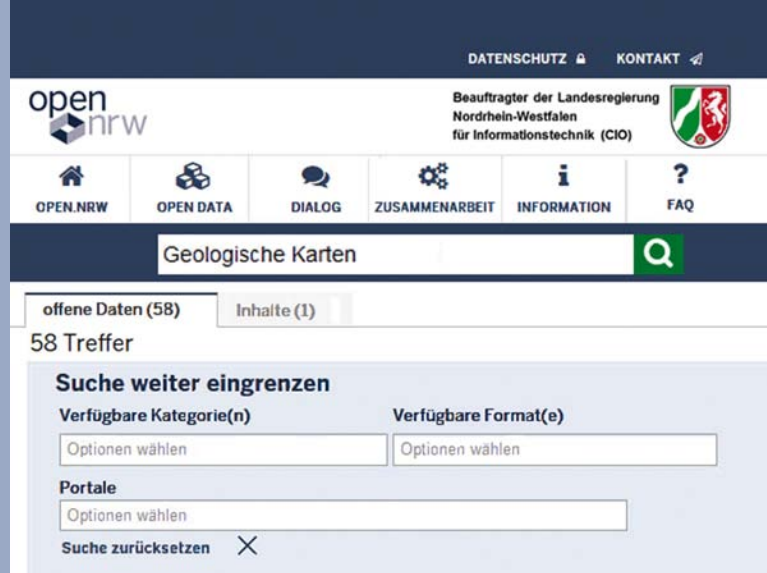 DATENSCHUTZ KONTAKT
open
nrw
Beauftragter der Landesregierung
Nordrhein-Westfalen
für Informationstechnik (CIO)
OPEN.NRW OPEN DATA DIALOG ZUSAMMENARBEIT INFORMATION FAQ
Geologische Karten
offene Daten (58) Inhalte (1)
58 Treffer
Suche weiter eingrenzen
Verfügbare Kategorie(n) Verfügbare Format(e)
Optionen wählen Optionen wählen
Portale
Optionen wählen
Suche zurücksetzen